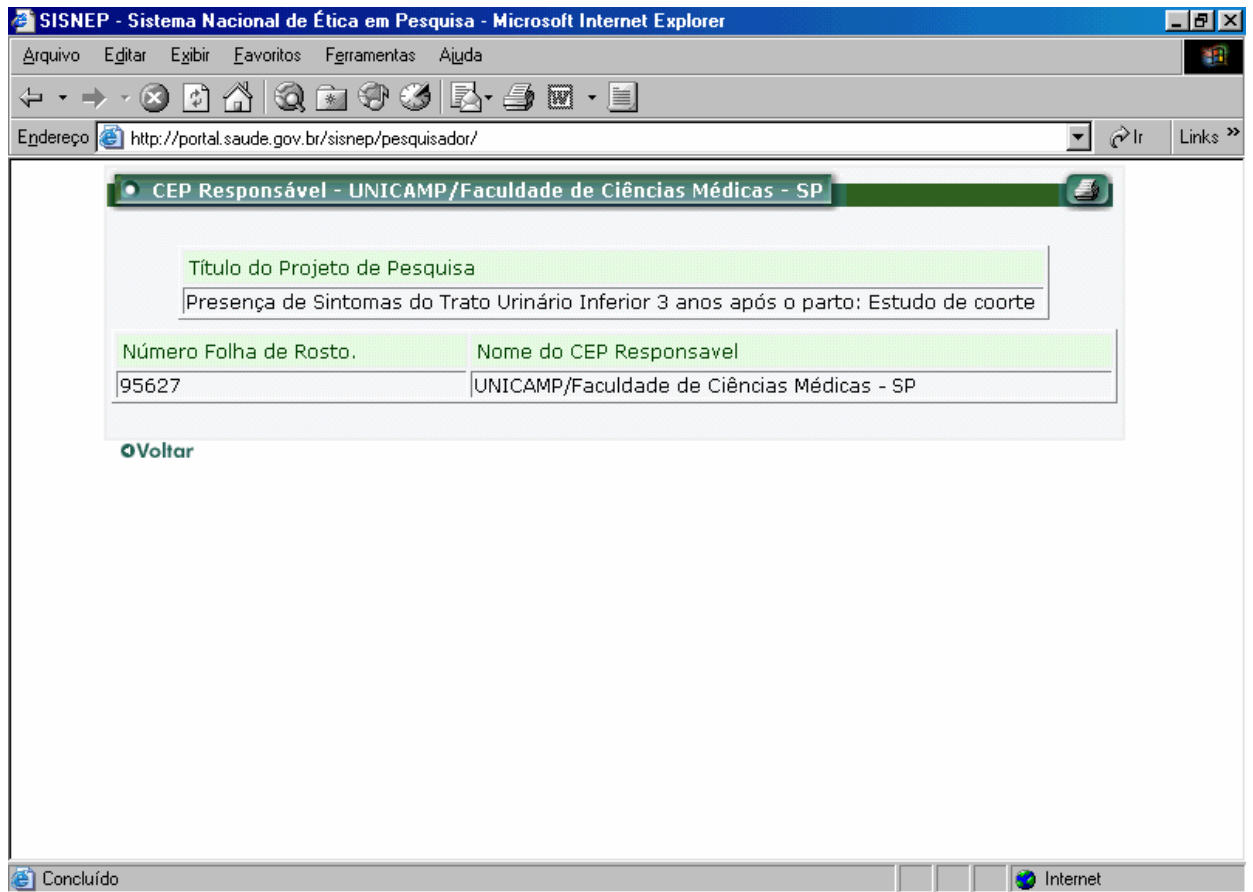 SISNEP - Sistema Nacional de Ética em Pesquisa - Microsoft Internet Explorer
Arquivo Editar Exibir Favoritos Ferramentas Ajuda
Endereço http://portal.saude.gov.br/sisnep/pesquisador/ Ir Links »
CEP Responsável - UNICAMP/Faculdade de Ciências Médicas - SP
Título do Projeto de Pesquisa
Presença de Sintomas do Trato Urinário Inferior 3 anos após o parto: Estudo de coorte
Número Folha de Rosto. Nome do CEP Responsavel
95627 UNICAMP/Faculdade de Ciências Médicas - SP
Voltar
Concluído Internet